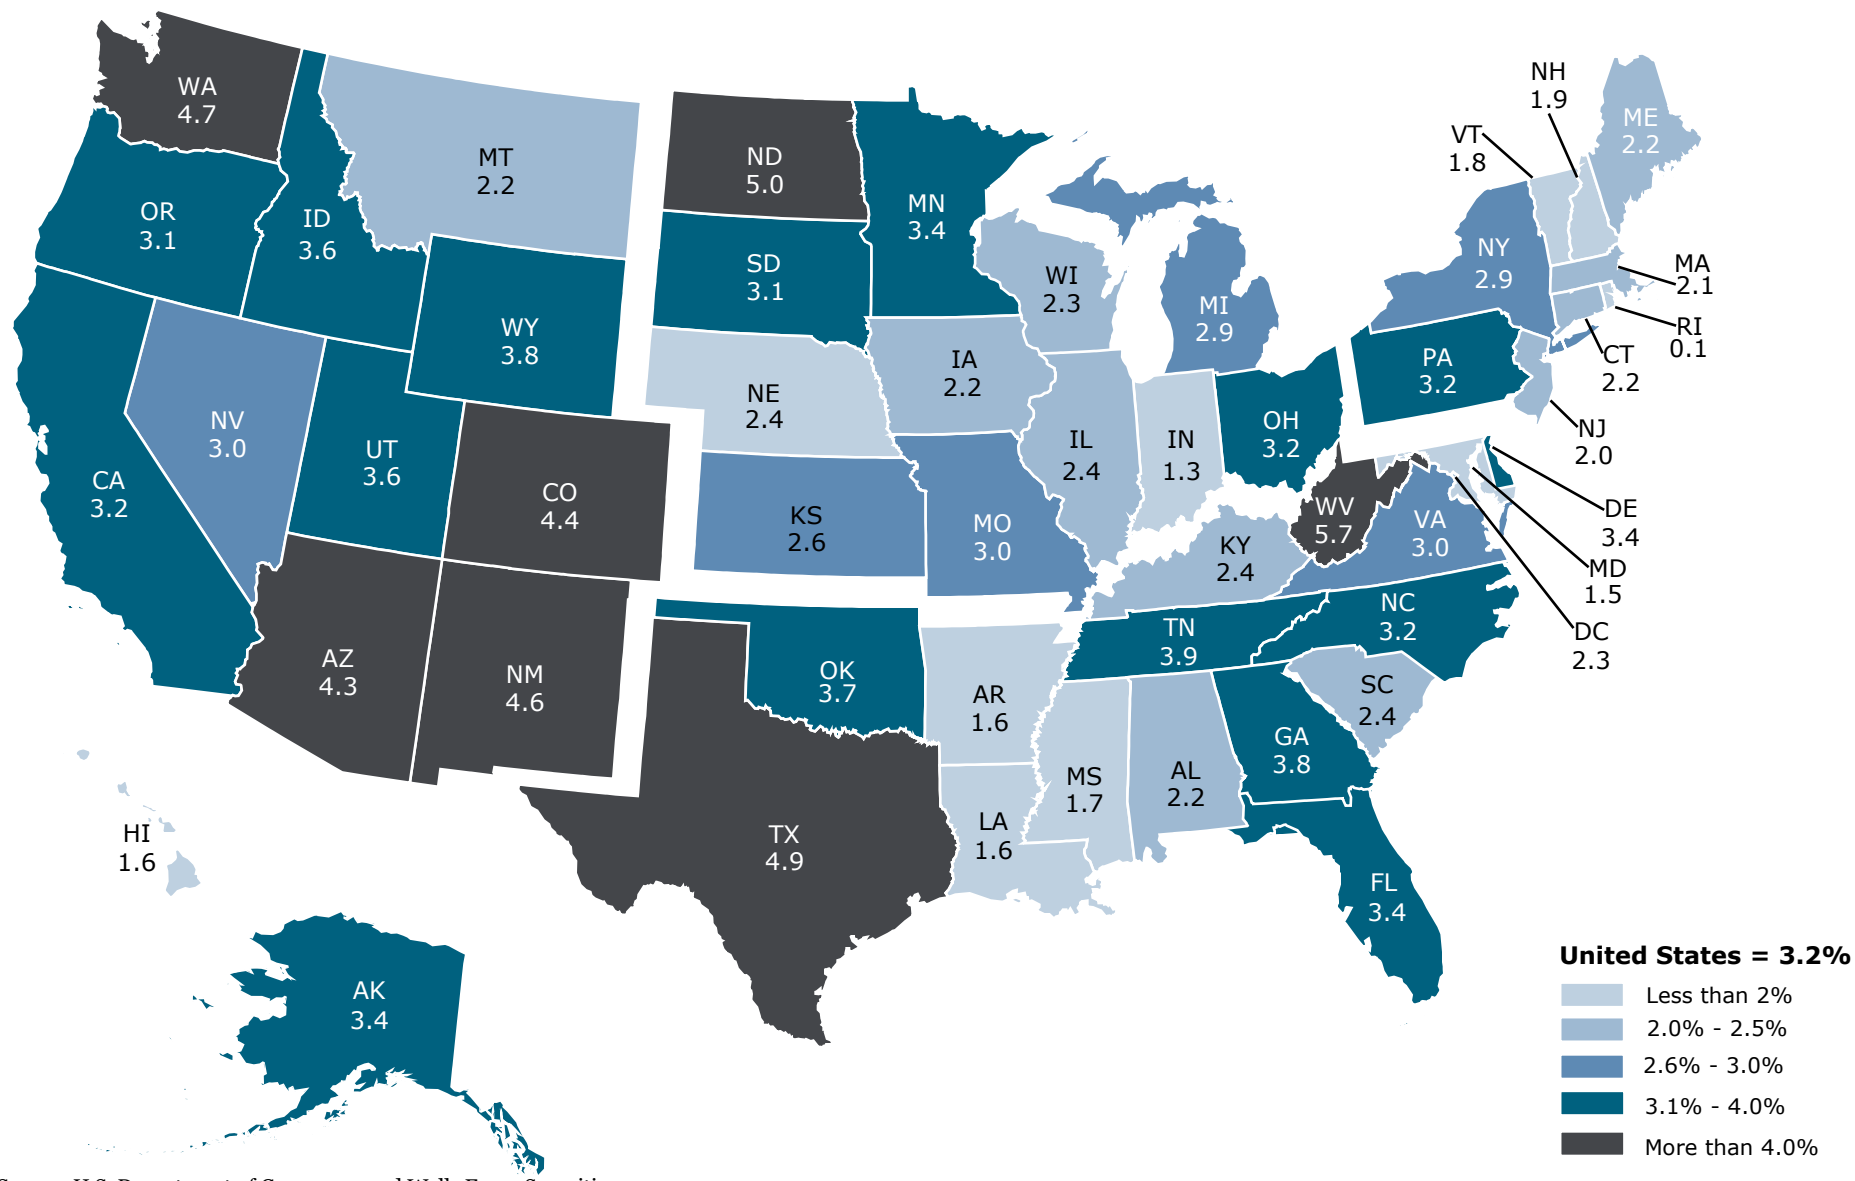 WA
4.7
OR
3.1
ID
3.6
MT
2.2
ND
5.0
MN
3.4
SD
3.1
WY
3.8
WI
2.3
MI
2.9
NH
1.9
VT
1.8
ME
2.2
NY
2.9
MA
2.1
RI
0.1
CT
2.2
PA
3.2
NJ
2.0
NE
2.4
IA
2.2
NV
3.0
UT
3.6
CA
3.2
CO
4.4
KS
2.6
MO
3.0
IL
2.4
IN
1.3
OH
3.2
WV
5.7
VA
3.0
KY
2.4
DE
3.4
MD
1.5
DC
2.3
NC
3.2
TN
3.9
SC
2.4
AZ
4.3
NM
4.6
OK
3.7
AR
1.6
MS
1.7
AL
2.2
GA
3.8
TX
4.9
LA
1.6
FL
3.4
HI
1.6
AK
3.4
United States = 3.2%
Less than 2%
2.0% - 2.5%
2.6% - 3.0%
3.1% - 4.0%
More than 4.0%